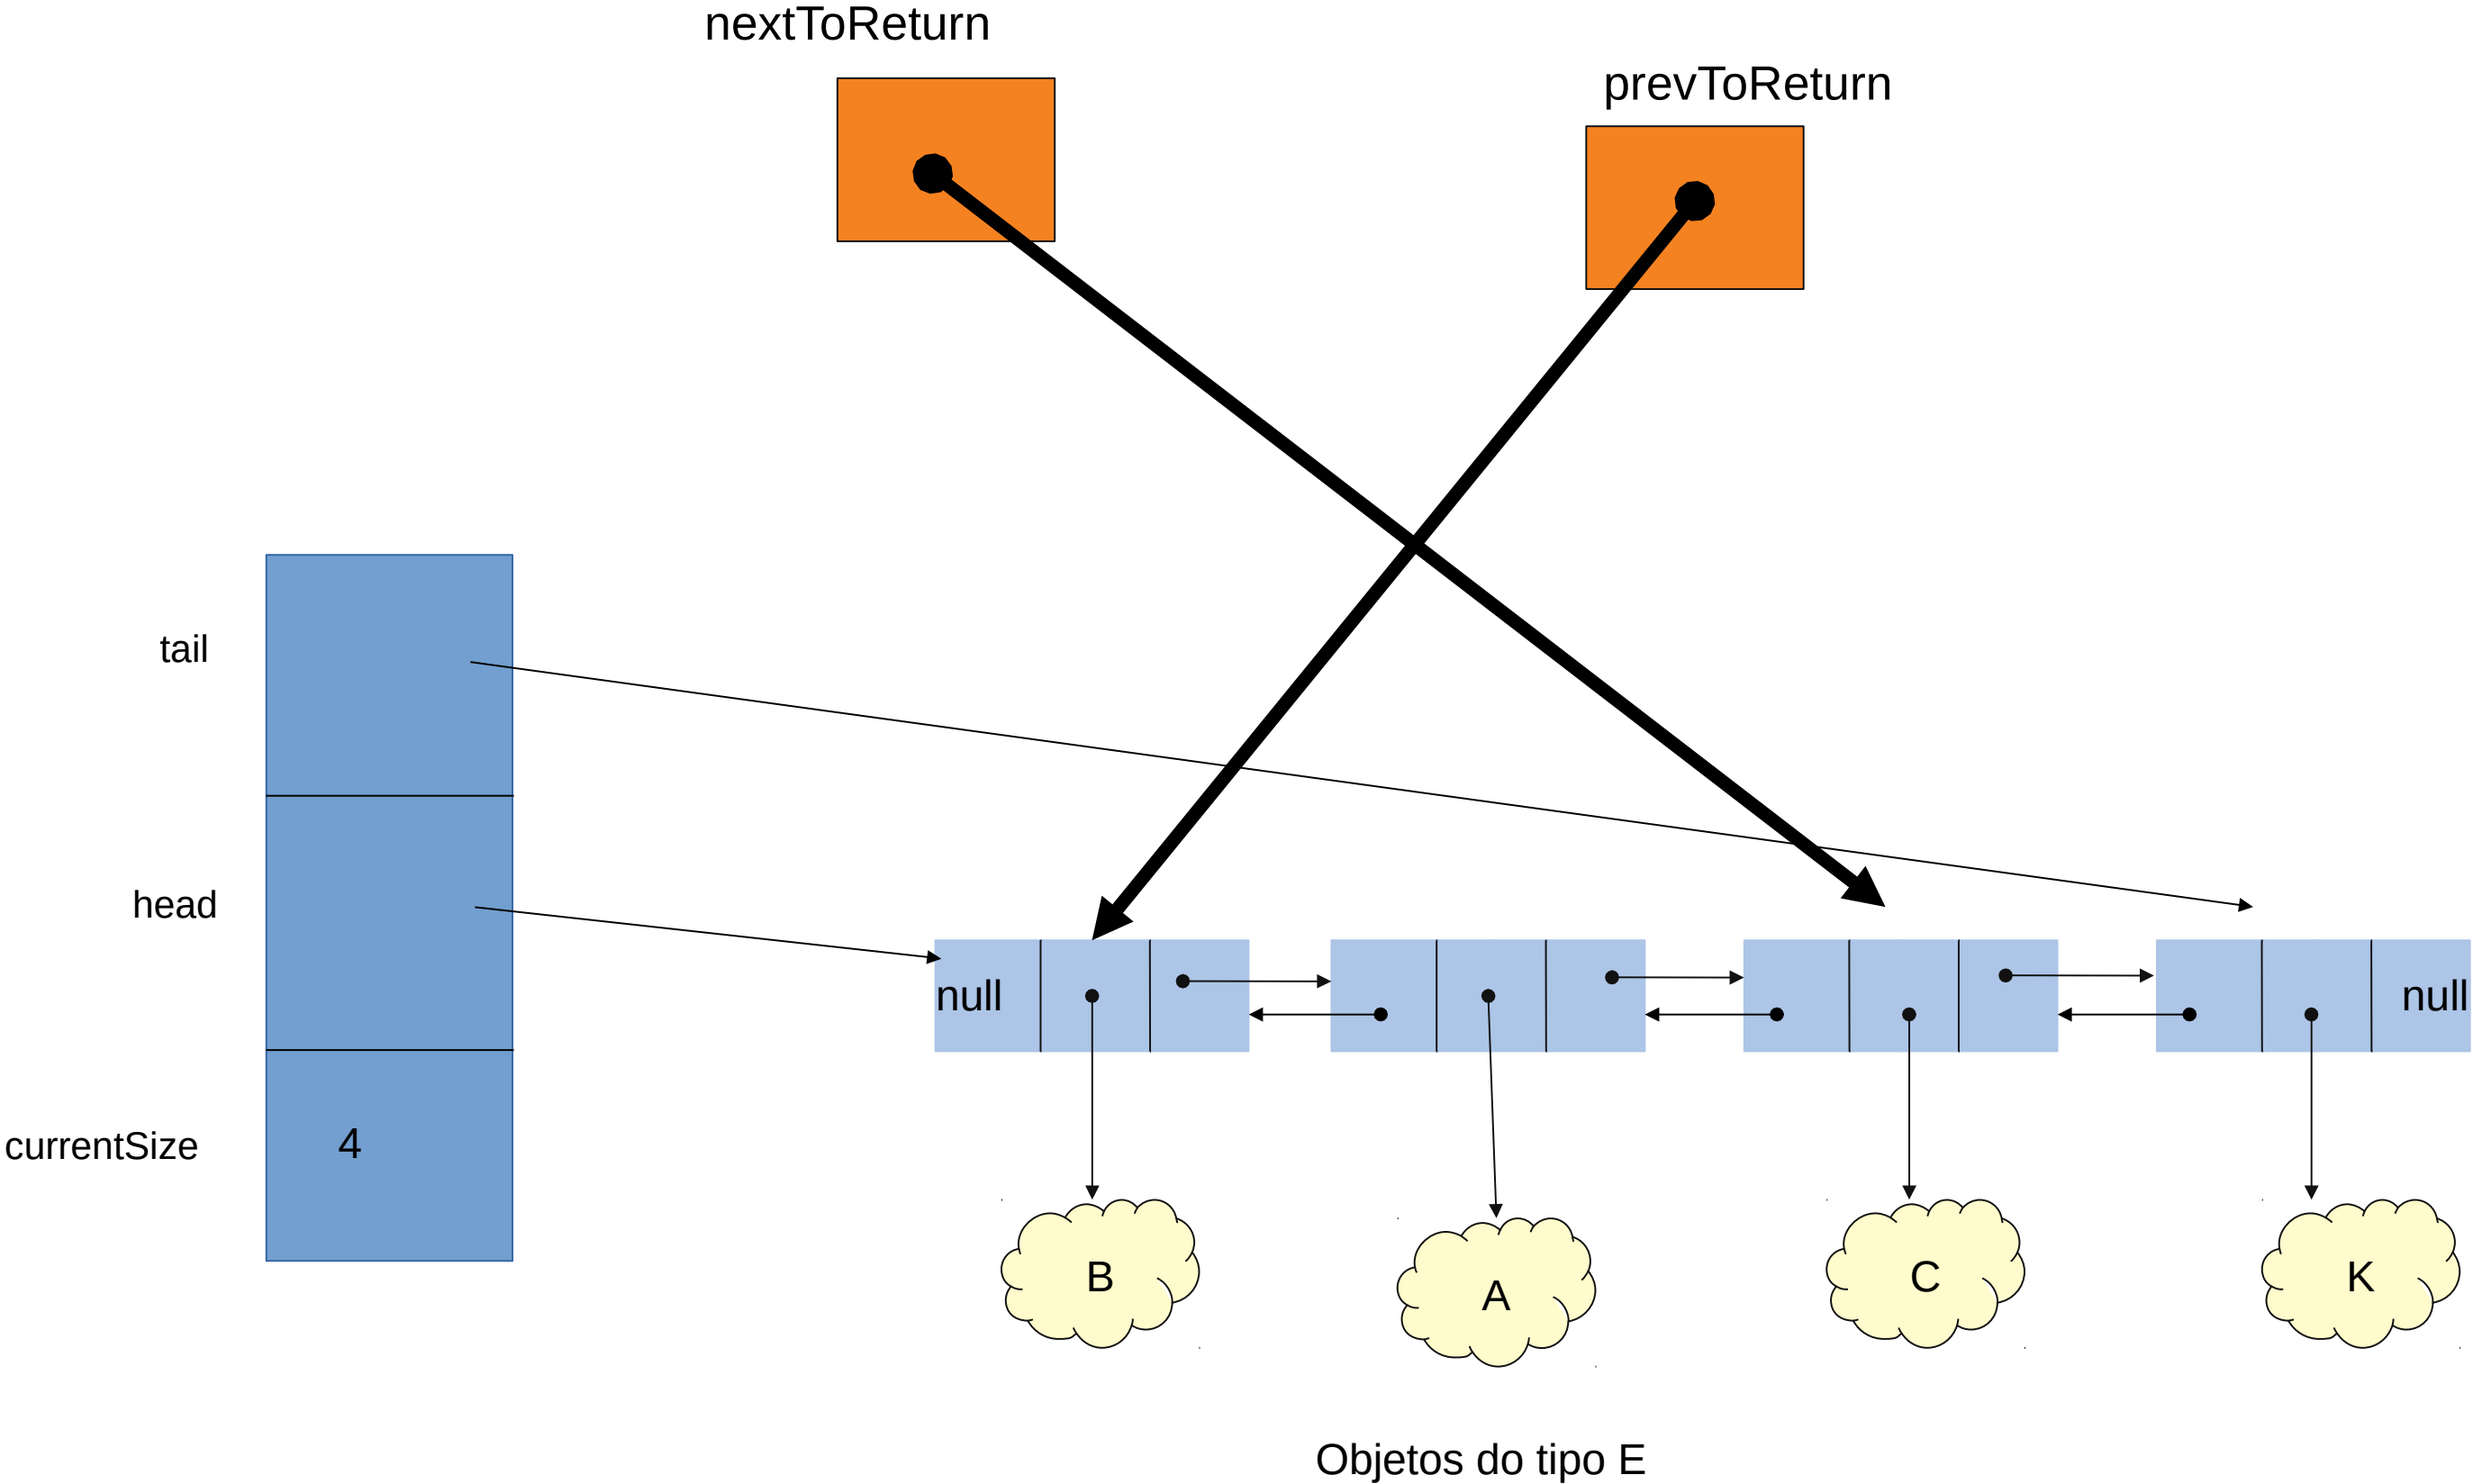 nextToReturn
prevToReturn
tail
head
null
null
currentSize
4
B
A
C
K
Objetos do tipo E